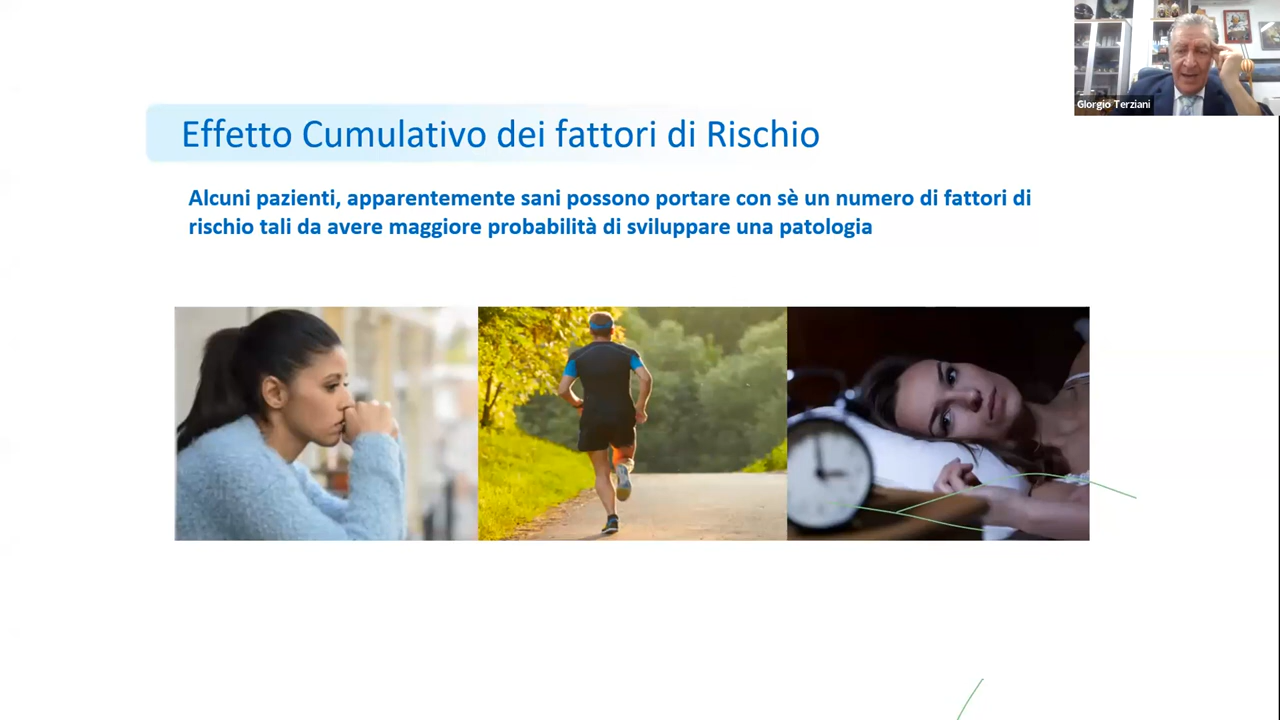 Effetto Cumulativo dei fattori di Rischio
Alcuni pazienti, apparentemente sani possono portare con sè un numero di fattori di
rischio tali da avere maggiore probabilità di sviluppare una patologia
GIorgio Terziani